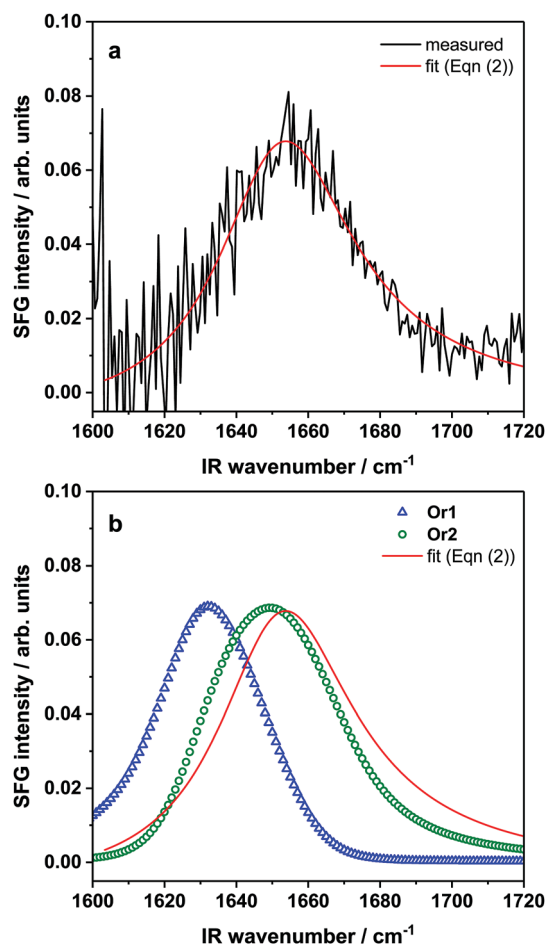 a
measured
fit (Eqn (2))
0.10
0.08
0.06
0.04
0.02
0.00
SFG intensity / arb. units
1600 1620 1640 1660 1680 1700 1720
IR wavenumber / cm⁻¹
b
Or1
Or2
fit (Eqn (2))
0.10
0.08
0.06
0.04
0.02
0.00
SFG intensity / arb. units
1600 1620 1640 1660 1680 1700 1720
IR wavenumber / cm⁻¹